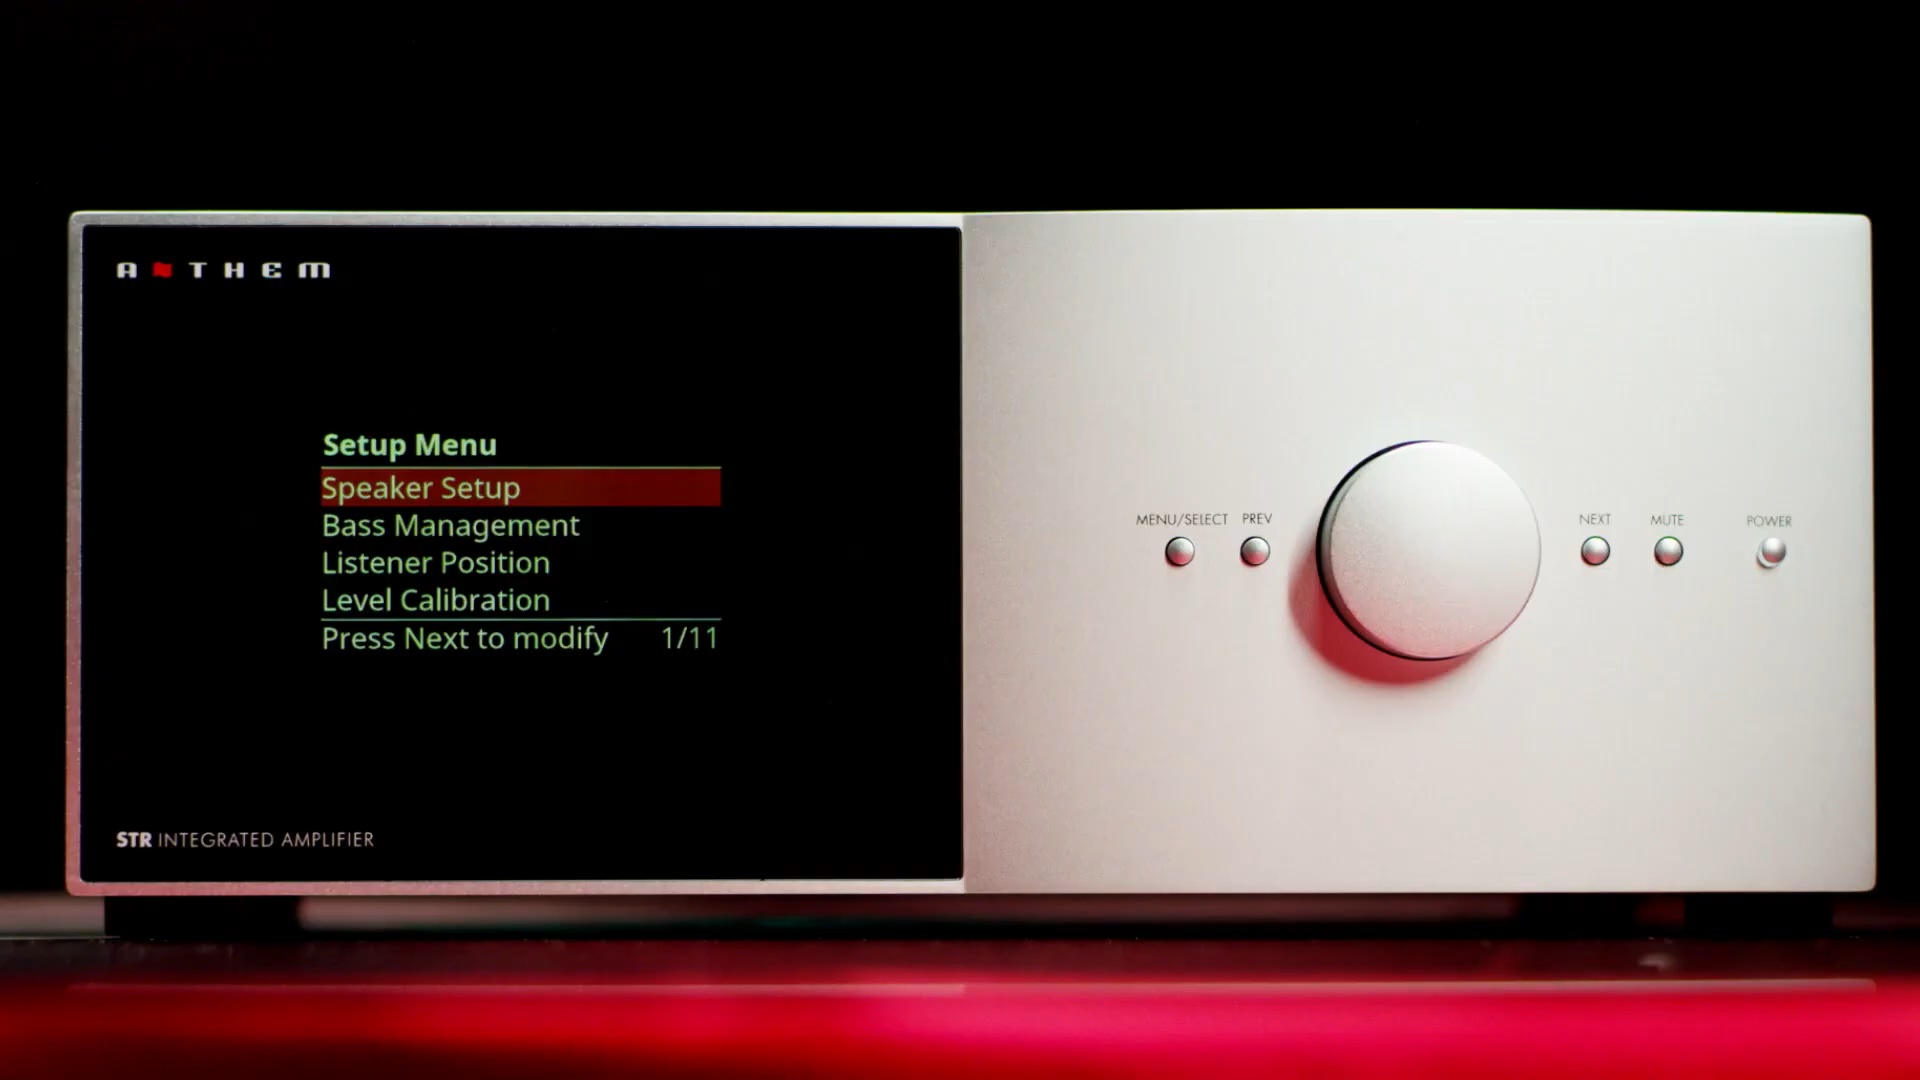 ANTHEM
Setup Menu
Speaker Setup
Bass Management
Listener Position
Level Calibration
Press Next to modify 1/11
STR INTEGRATED AMPLIFIER
MENU/SELECT PREV NEXT MUTE POWER